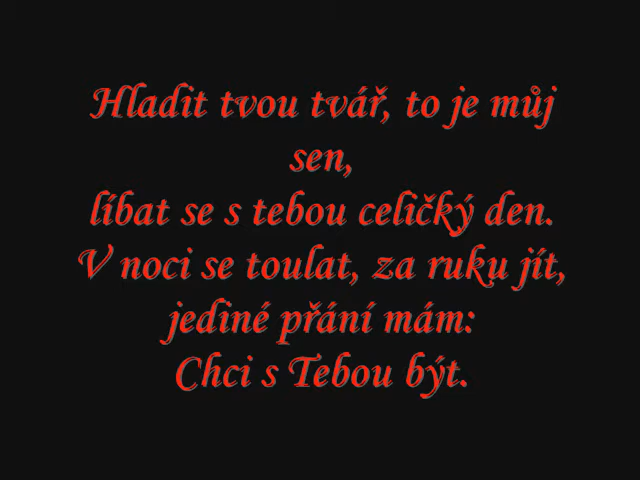 Hladit tvou tvář, to je můj
sen,
líbat se s tebou celičký den.
V noci se toulat, za ruku jít,
jediné přání mám:
Chci s Tebou být.